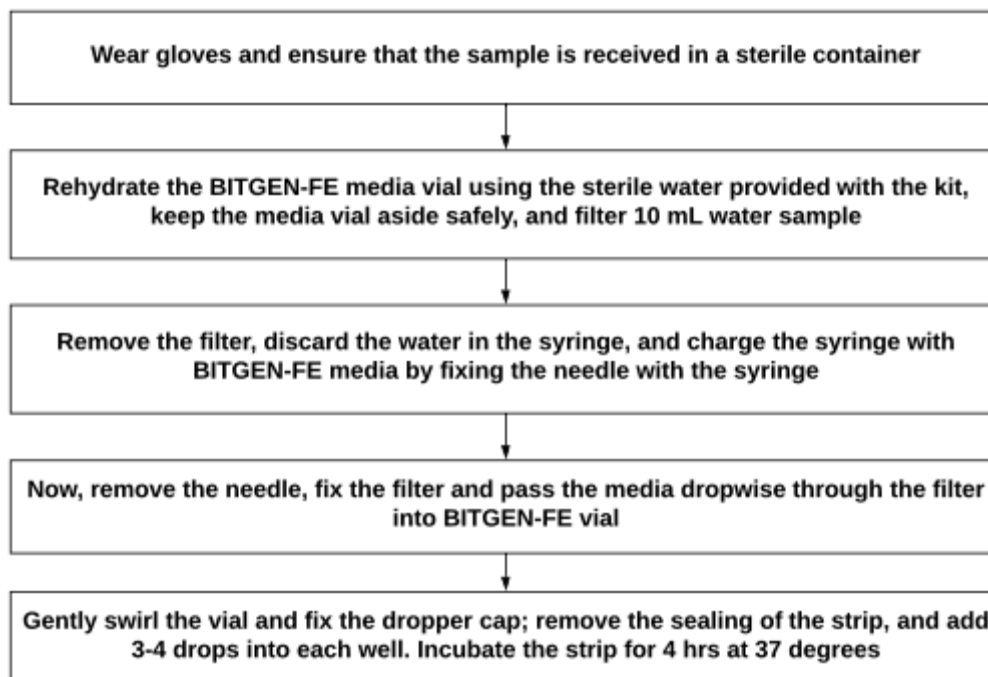 Wear gloves and ensure that the sample is received in a sterile container
Rehydrate the BITGEN-FE media vial using the sterile water provided with the kit,
keep the media vial aside safely, and filter 10 mL water sample
Remove the filter, discard the water in the syringe, and charge the syringe with
BITGEN-FE media by fixing the needle with the syringe
Now, remove the needle, fix the filter and pass the media dropwise through the filter
into BITGEN-FE vial
Gently swirl the vial and fix the dropper cap; remove the sealing of the strip, and add
3-4 drops into each well. Incubate the strip for 4 hrs at 37 degrees